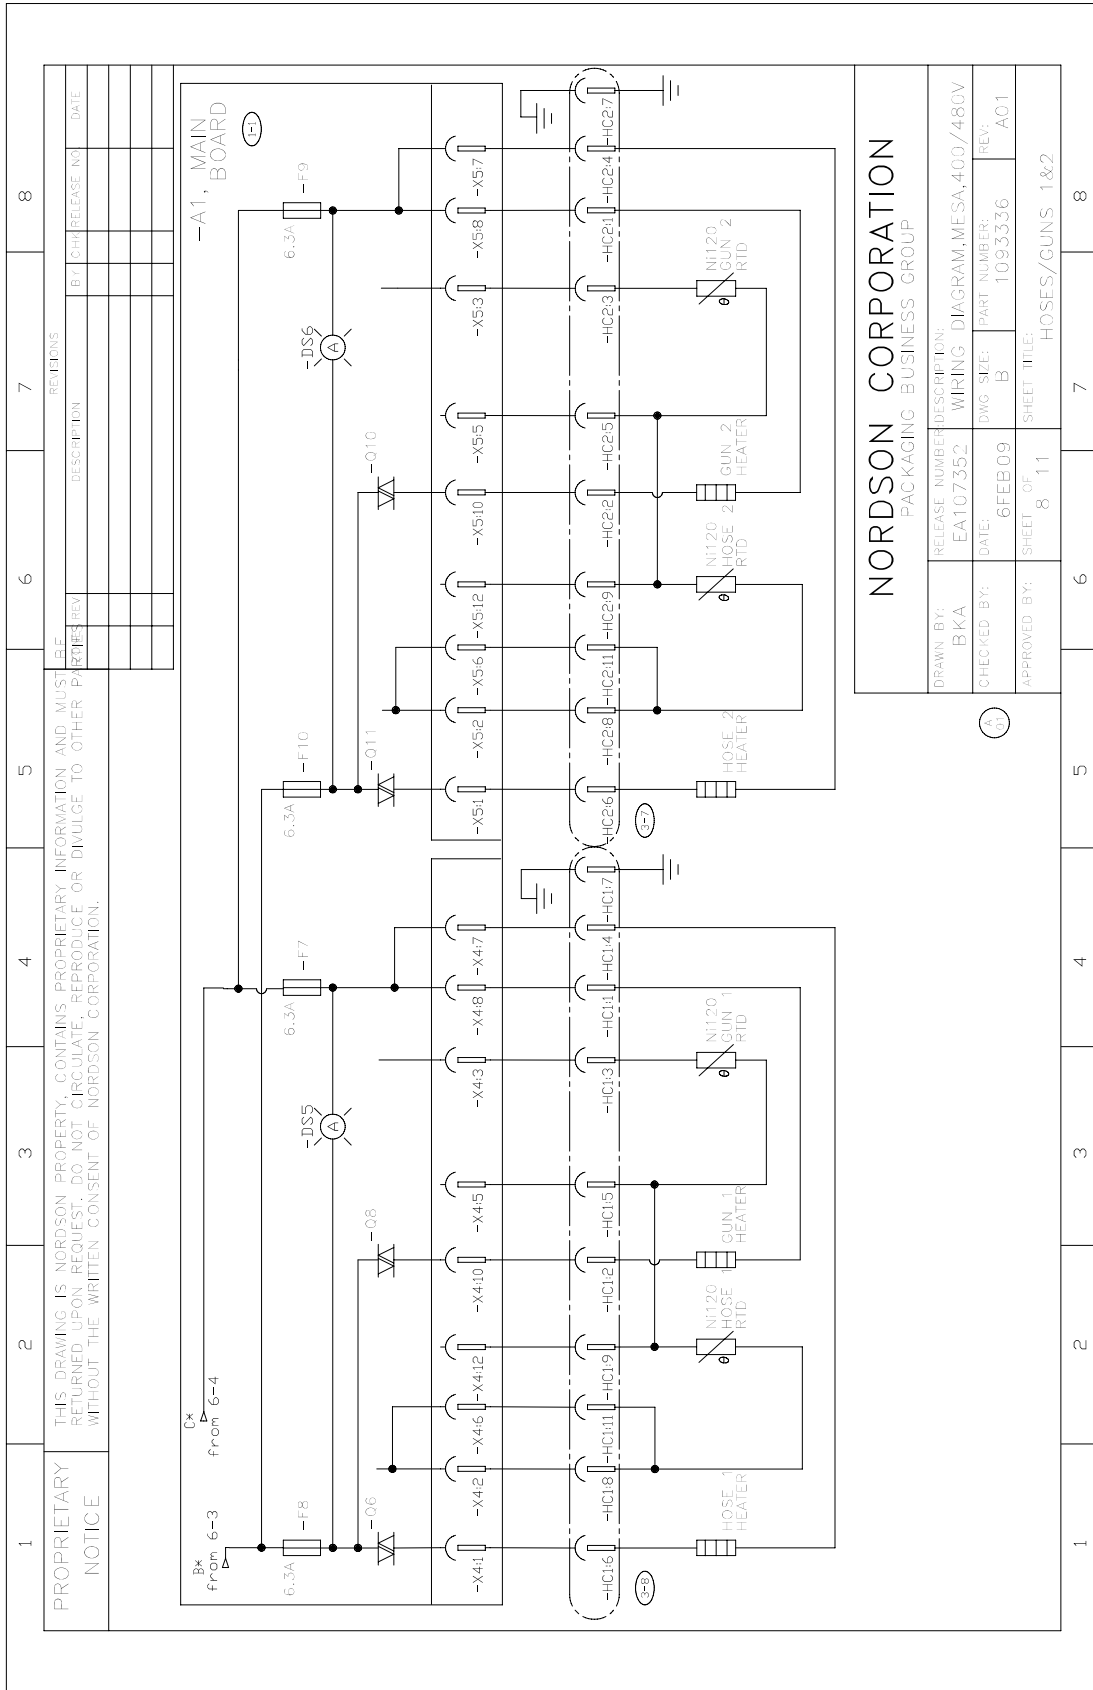 1
2
3
4
5
6
7
8
PROPRIETARY
NOTICE
THIS DRAWING IS NORDSON PROPERTY, CONTAINS PROPRIETARY INFORMATION AND MUST BE
RETURNED UPON REQUEST. DO NOT CIRCULATE, REPRODUCE OR DIVULGE TO OTHER PARTIES
WITHOUT THE WRITTEN CONSENT OF NORDSON CORPORATION.
REVISIONS
REV
DESCRIPTION
BY
CHK
RELEASE NO.
DATE
B*
from 6-3
C*
from 6-4
-A1, MAIN
BOARD
1-1
6.3A
-F8
6.3A
-F7
6.3A
-F10
6.3A
-F9
-DS5
A
-DS6
A
-Q6
-Q8
-Q11
-Q10
-X4:1
-X4:2
-X4:6
-X4:12
-X4:10
-X4:5
-X4:3
-X4:8
-X4:7
-X5:1
-X5:2
-X5:6
-X5:12
-X5:10
-X5:5
-X5:3
-X5:8
-X5:7
-HC1:6
-HC1:8
-HC1:11
-HC1:9
-HC1:2
-HC1:5
-HC1:3
-HC1:1
-HC1:4
-HC1:7
-HC2:6
-HC2:8
-HC2:11
-HC2:9
-HC2:2
-HC2:5
-HC2:3
-HC2:1
-HC2:4
-HC2:7
3-8
3-7
HOSE 1
HEATER
Ni120
HOSE 1
RTD
θ
GUN 1
HEATER
Ni120
GUN 1
RTD
θ
HOSE 2
HEATER
Ni120
HOSE 2
RTD
θ
GUN 2
HEATER
Ni120
GUN 2
RTD
θ
A
01
NORDSON CORPORATION
PACKAGING BUSINESS GROUP
DRAWN BY:
BKA
RELEASE NUMBER:
EA107352
DESCRIPTION:
WIRING DIAGRAM,MESA,400/480V
CHECKED BY:
DATE:
6FEB09
DWG SIZE:
B
PART NUMBER:
1093336
REV:
A01
APPROVED BY:
SHEET OF
8 11
SHEET TITLE:
HOSES/GUNS 1&2
1
2
3
4
5
6
7
8